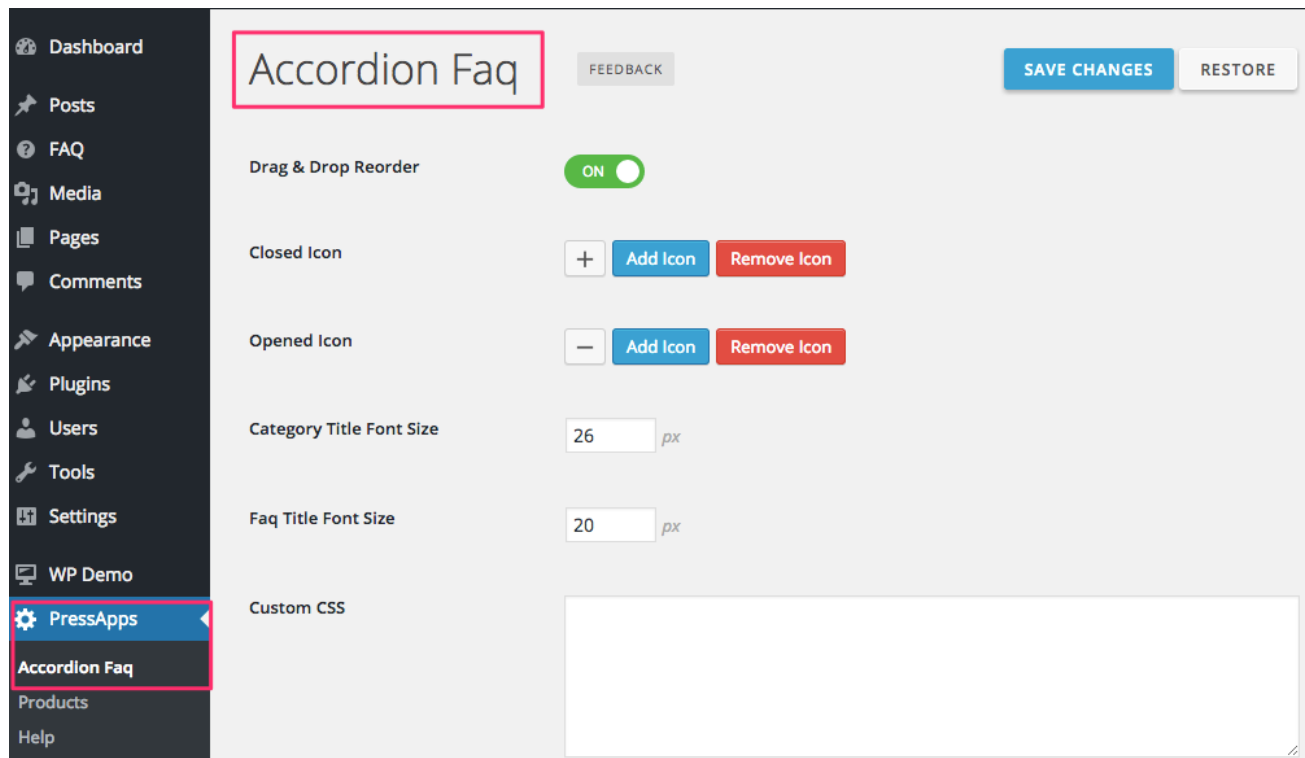 Dashboard
Posts
FAQ
Media
Pages
Comments
Appearance
Plugins
Users
Tools
Settings
WP Demo
PressApps
Accordion Faq
Products
Help
Accordion Faq
FEEDBACK
SAVE CHANGES
RESTORE
Drag & Drop Reorder
ON
Closed Icon
+ Add Icon Remove Icon
Opened Icon
− Add Icon Remove Icon
Category Title Font Size
26 px
Faq Title Font Size
20 px
Custom CSS